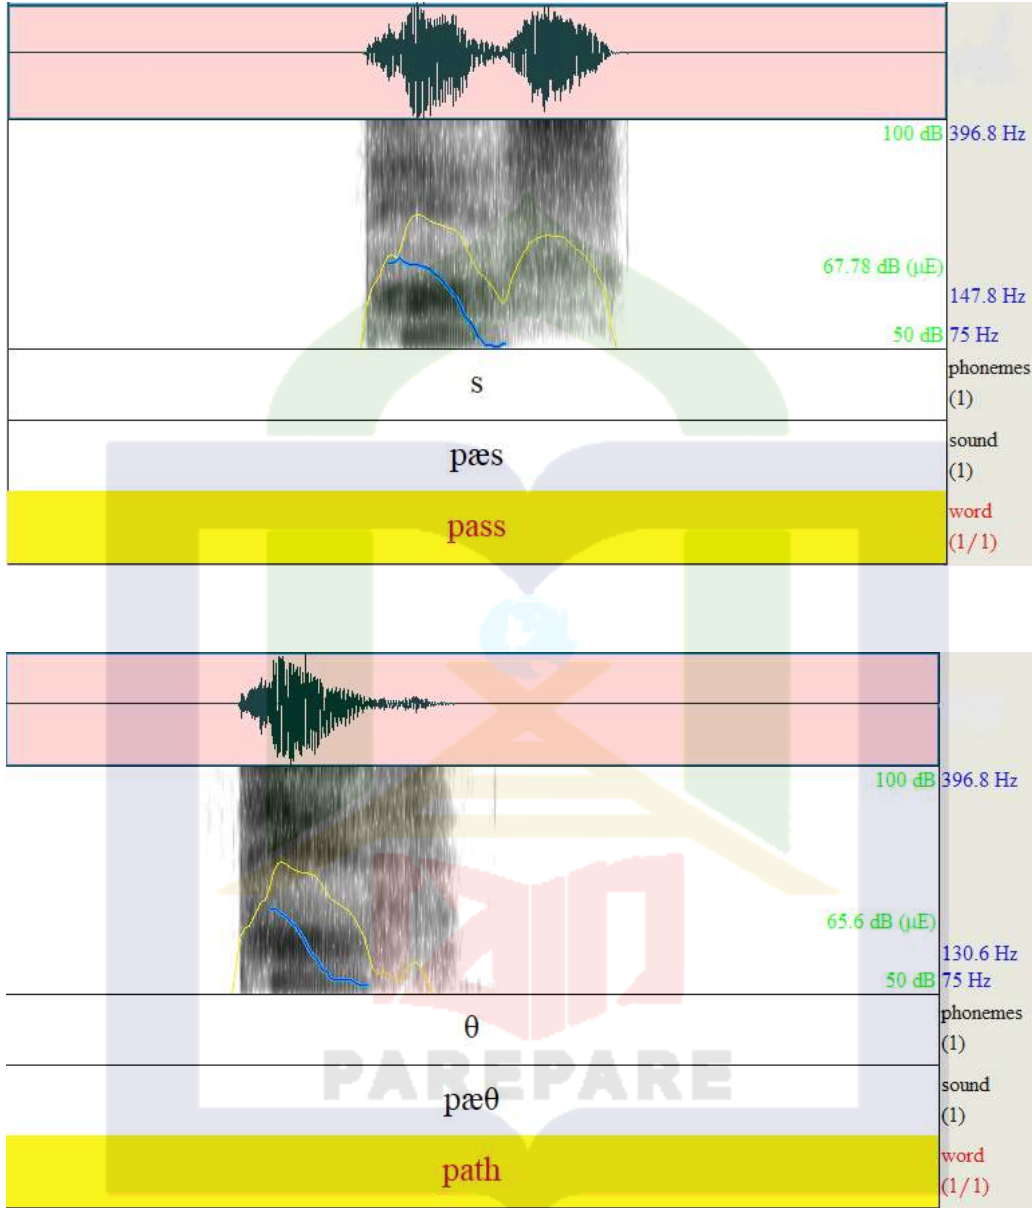 100 dB 396.8 Hz
67.78 dB (μE)
147.8 Hz
50 dB 75 Hz
s
phonemes
(1)
pæs
sound
(1)
pass
word
(1/1)
100 dB 396.8 Hz
65.6 dB (μE)
130.6 Hz
50 dB 75 Hz
θ
phonemes
(1)
PAREPARE
pæθ
sound
(1)
path
word
(1/1)